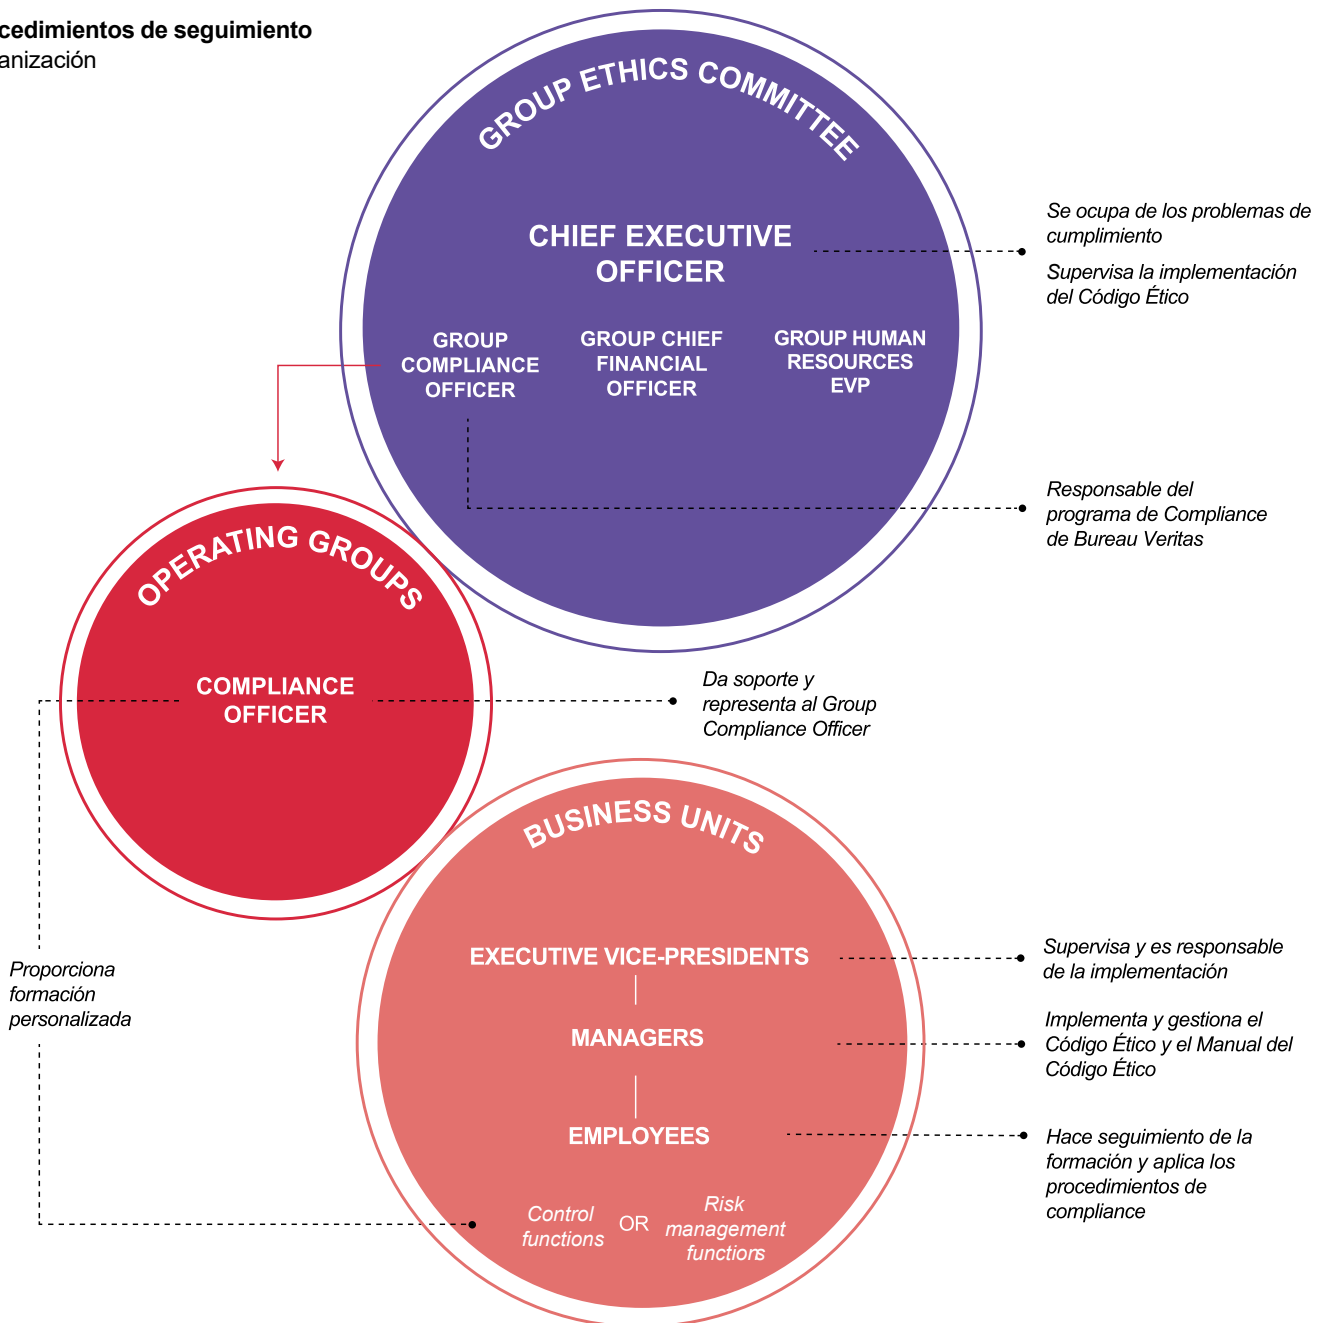 cedimientos de seguimiento
anización
GROUP ETHICS COMMITTEE
CHIEF EXECUTIVE
OFFICER
Se ocupa de los problemas de
cumplimiento
Supervisa la implementación
del Código Ético
GROUP
COMPLIANCE
OFFICER
GROUP CHIEF
FINANCIAL
OFFICER
GROUP HUMAN
RESOURCES
EVP
Responsable del
programa de Compliance
de Bureau Veritas
OPERATING GROUPS
COMPLIANCE
OFFICER
Da soporte y
representa al Group
Compliance Officer
BUSINESS UNITS
EXECUTIVE VICE-PRESIDENTS
Supervisa y es responsable
de la implementación
Proporciona
formación
personalizada
MANAGERS
Implementa y gestiona el
Código Ético y el Manual del
Código Ético
EMPLOYEES
Hace seguimiento de la
formación y aplica los
procedimientos de
compliance
Control
functions
OR
Risk
management
functions